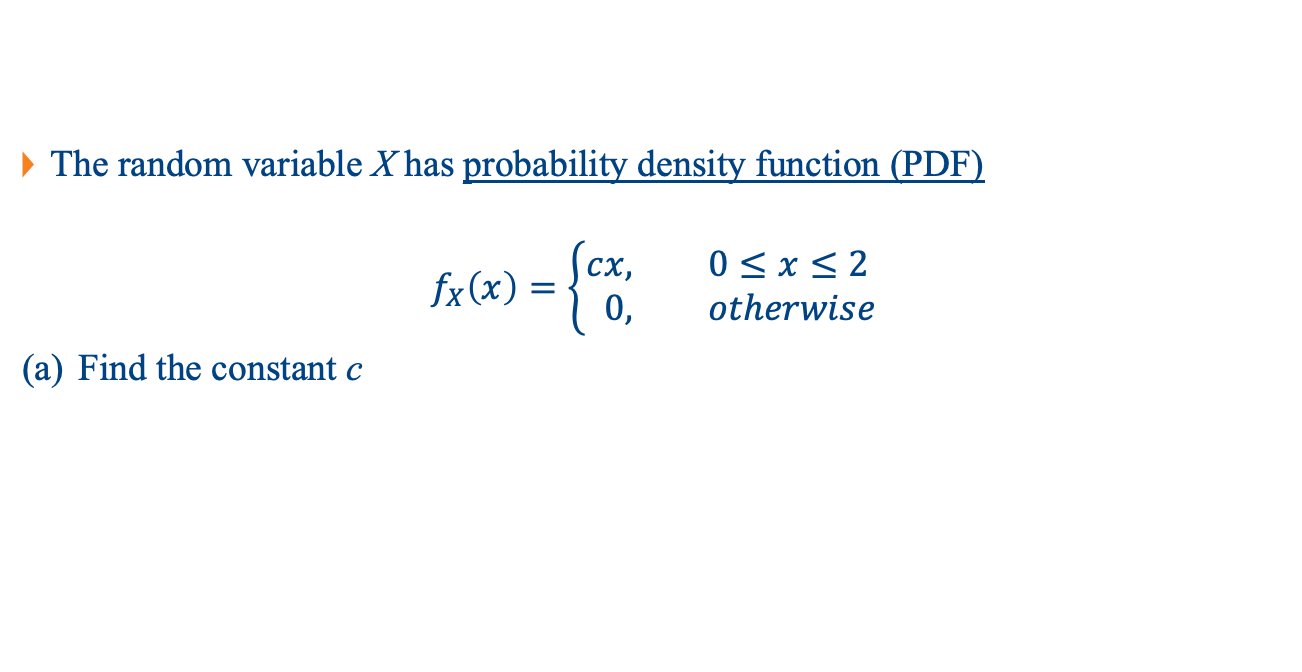 The random variable X has probability density function (PDF)
f_X(x) = { cx, 0 ≤ x ≤ 2
0, otherwise
(a) Find the constant c